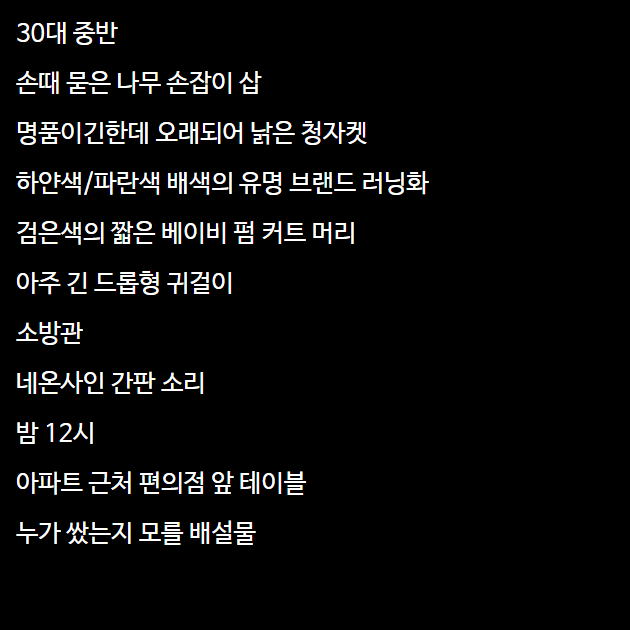 30대 중반
손때 묻은 나무 손잡이 삽
명품이긴한데 오래되어 낡은 청자켓
하얀색/파란색 배색의 유명 브랜드 러닝화
검은색의 짧은 베이비 펌 커트 머리
아주 긴 드롭형 귀걸이
소방관
네온사인 간판 소리
밤 12시
아파트 근처 편의점 앞 테이블
누가 쌌는지 모를 배설물